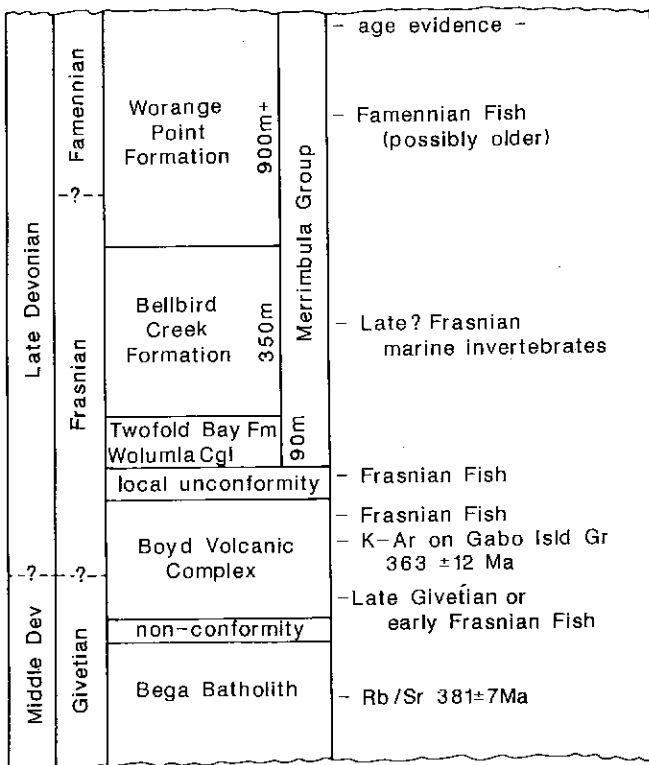 - age evidence -
Late Devonian
Middle Dev
Famennian
-?-
Frasnian
-?-
-?-
Givetian
Worange
Point
Formation
900m+
Bellbird
Creek
Formation
350m
Twofold Bay Fm
Wolumla Cgl
90m
Merrimbula Group
local unconformity
Boyd Volcanic
Complex
non-conformity
Bega Batholith
- Famennian Fish
(possibly older)
- Late? Frasnian
marine invertebrates
- Frasnian Fish
- Frasnian Fish
- K-Ar on Gabo Isld Gr
363 ±12 Ma
-Late Givetian or
early Frasnian Fish
- Rb/Sr 381±7Ma